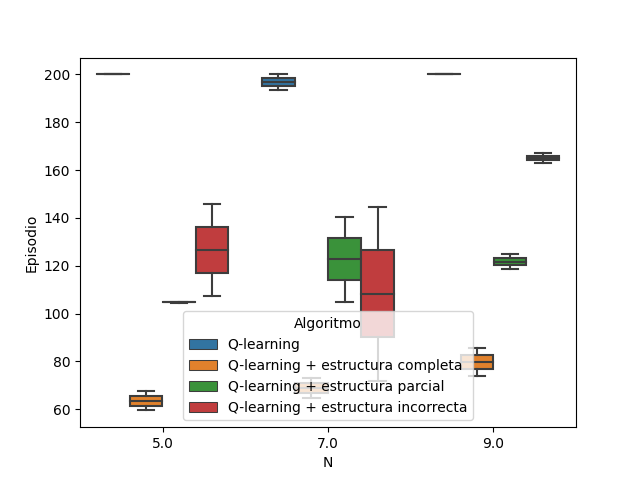 200
180
160
140
120
100
80
60
Episodio
Algoritmo
Q-learning
Q-learning + estructura completa
Q-learning + estructura parcial
Q-learning + estructura incorrecta
5.0
7.0
9.0
N